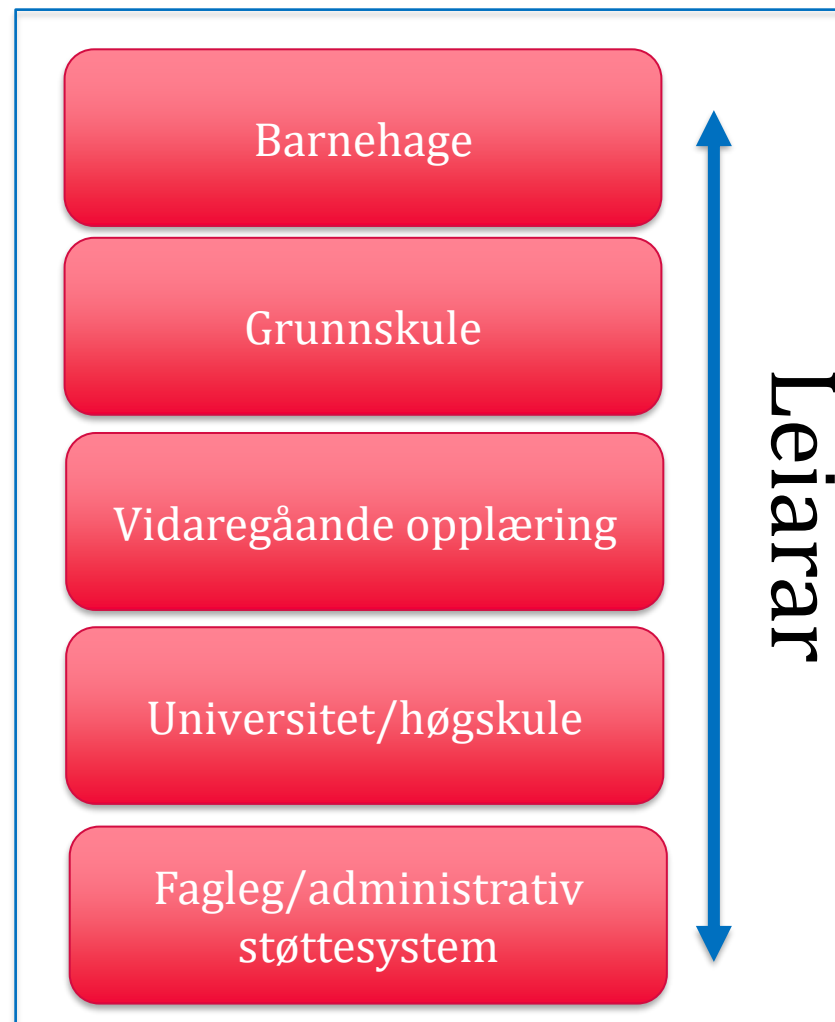 Barnehage
Grunnskule
Vidaregåande opplæring
Universitet/høgskule
Fagleg/administrativ
støttesystem
Leiarar